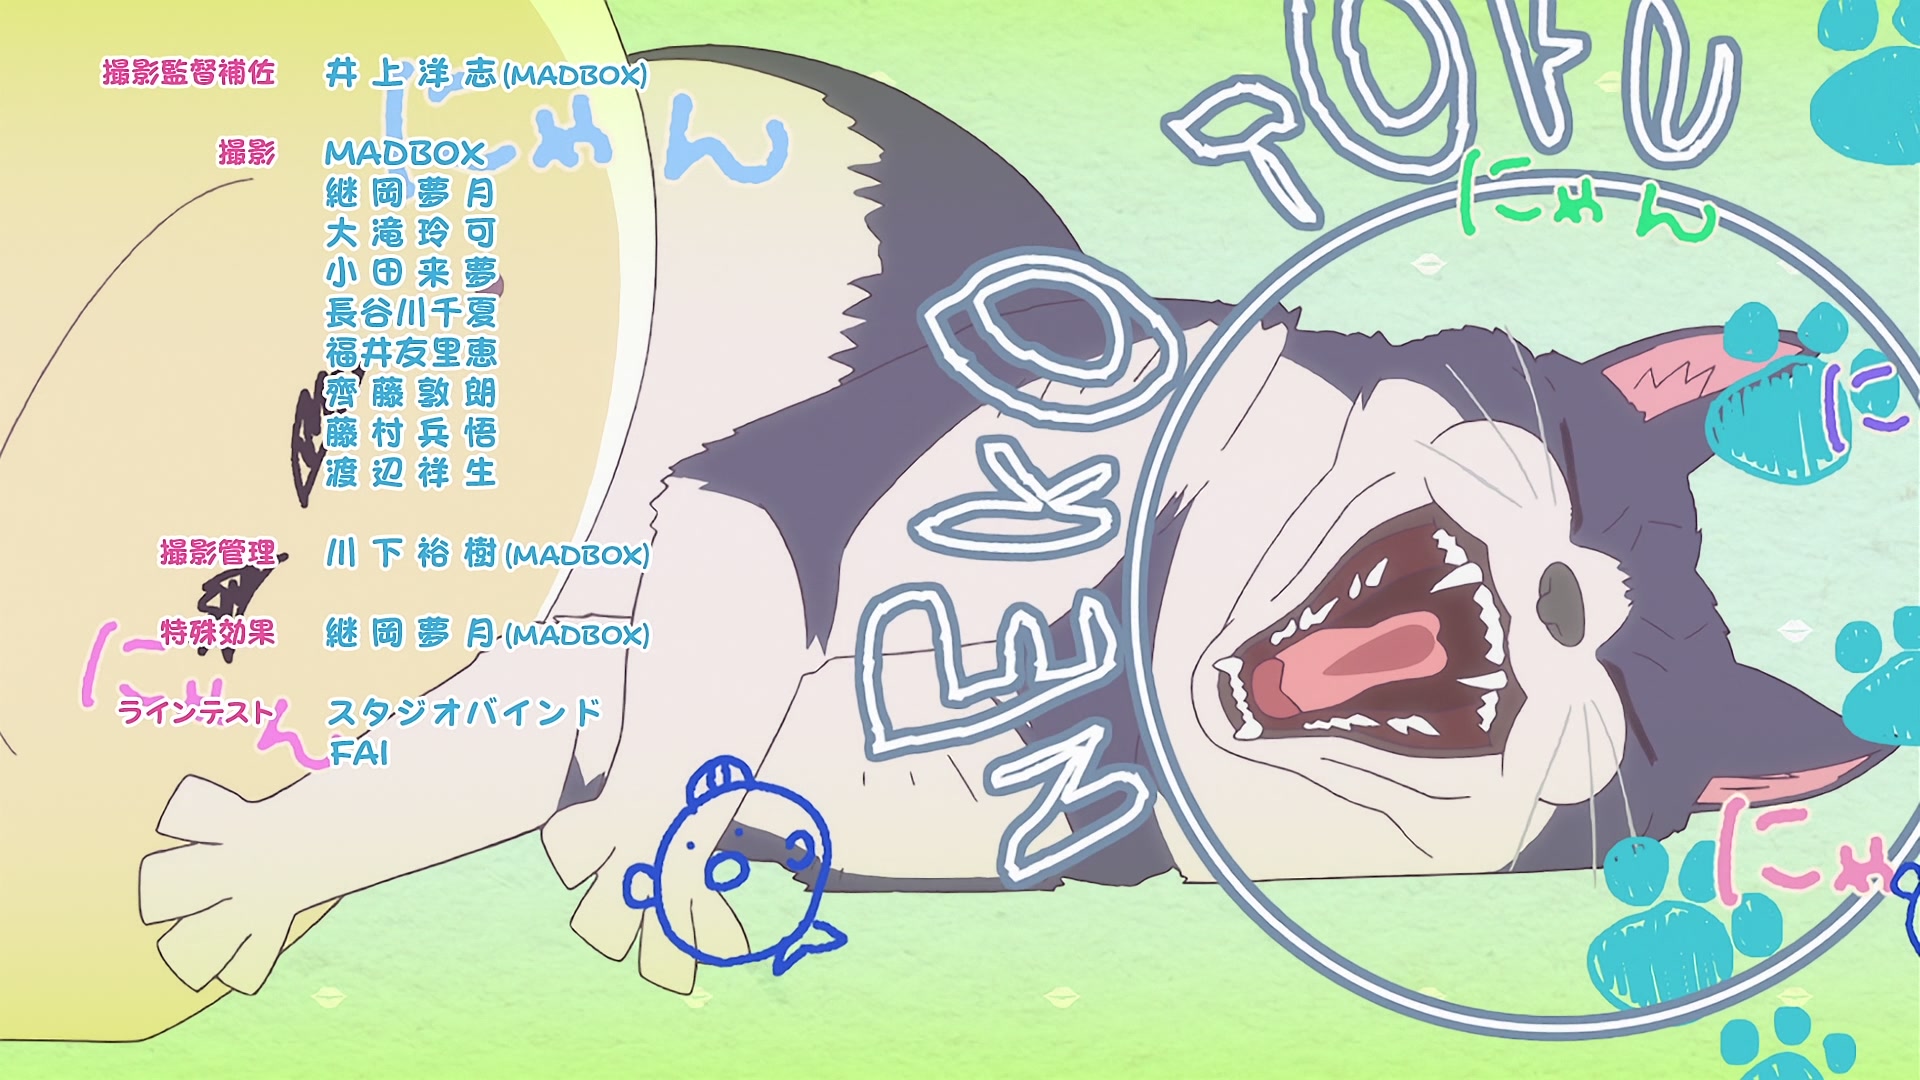 撮影監督補佐 井上洋志(MADBOX)
撮影 MADBOX
継岡夢月
大滝玲可
小田来夢
長谷川千夏
福井友里恵
齊藤敦朗
藤村兵悟
渡辺祥生
撮影管理 川下裕樹(MADBOX)
特殊効果 継岡夢月(MADBOX)
ラインテスト スタジオバインド
FAI
にゃん
にゃん
にゃん
に
にゃ
NEKO
TOFU